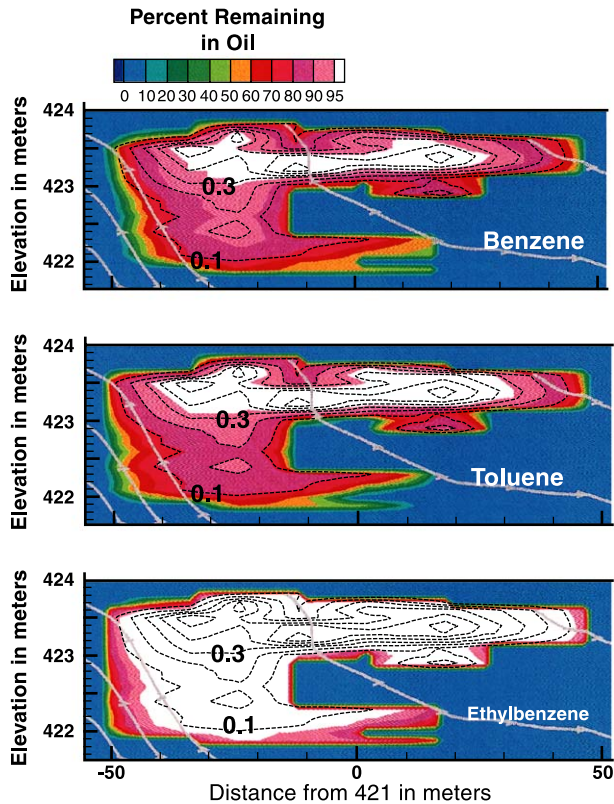 Percent Remaining
in Oil
0 10 20 30 40 50 60 70 80 90 95
Elevation in meters
424
423
422
0.3
0.1
Benzene
Elevation in meters
424
423
422
0.3
0.1
Toluene
Elevation in meters
424
423
422
0.3
0.1
Ethylbenzene
-50 0 50
Distance from 421 in meters